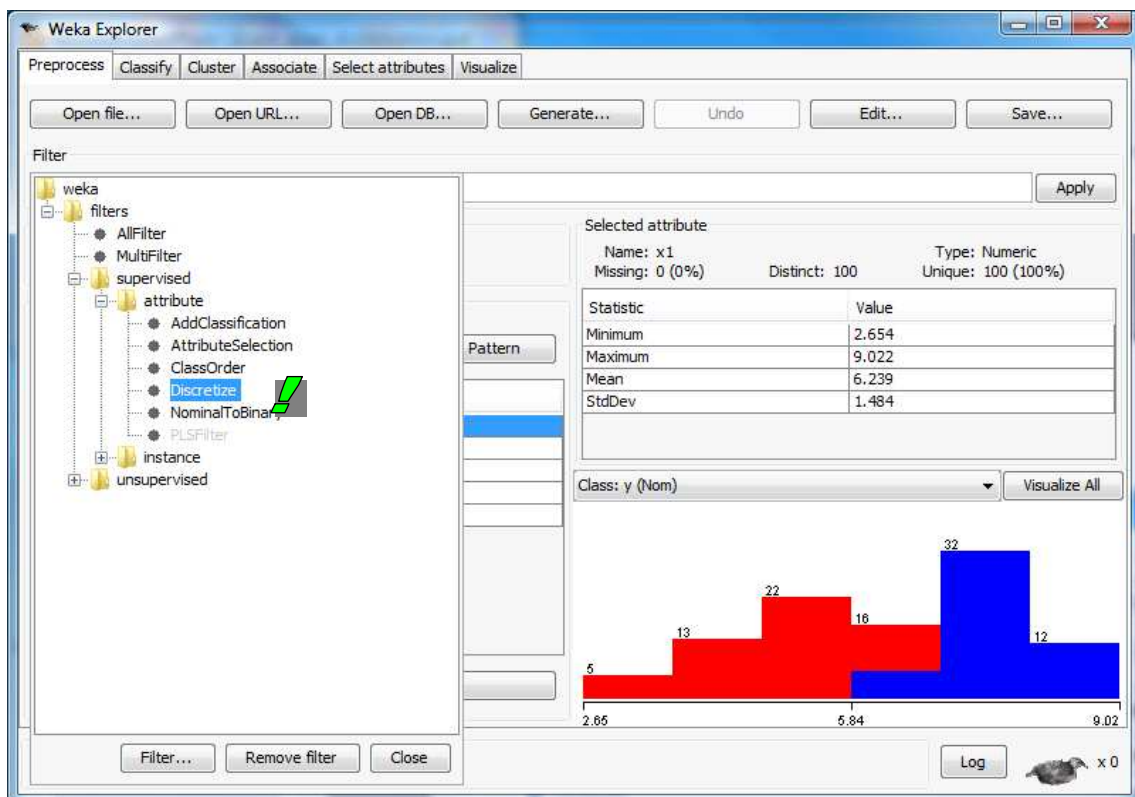 Weka Explorer
Preprocess Classify Cluster Associate Select attributes Visualize
Open file... Open URL... Open DB... Generate... Undo Edit... Save...
Filter
weka
filters
AllFilter
MultiFilter
supervised
attribute
AddClassification
AttributeSelection
ClassOrder
Discretize
NominalToBinary
PLSFilter
instance
unsupervised
Filter... Remove filter Close
Apply
Pattern
Selected attribute
Name: x1 Type: Numeric
Missing: 0 (0%) Distinct: 100 Unique: 100 (100%)
Statistic Value
Minimum 2.654
Maximum 9.022
Mean 6.239
StdDev 1.484
Class: y (Nom) Visualize All
32
22
16
13 12
5
2.65 5.84 9.02
Log x 0